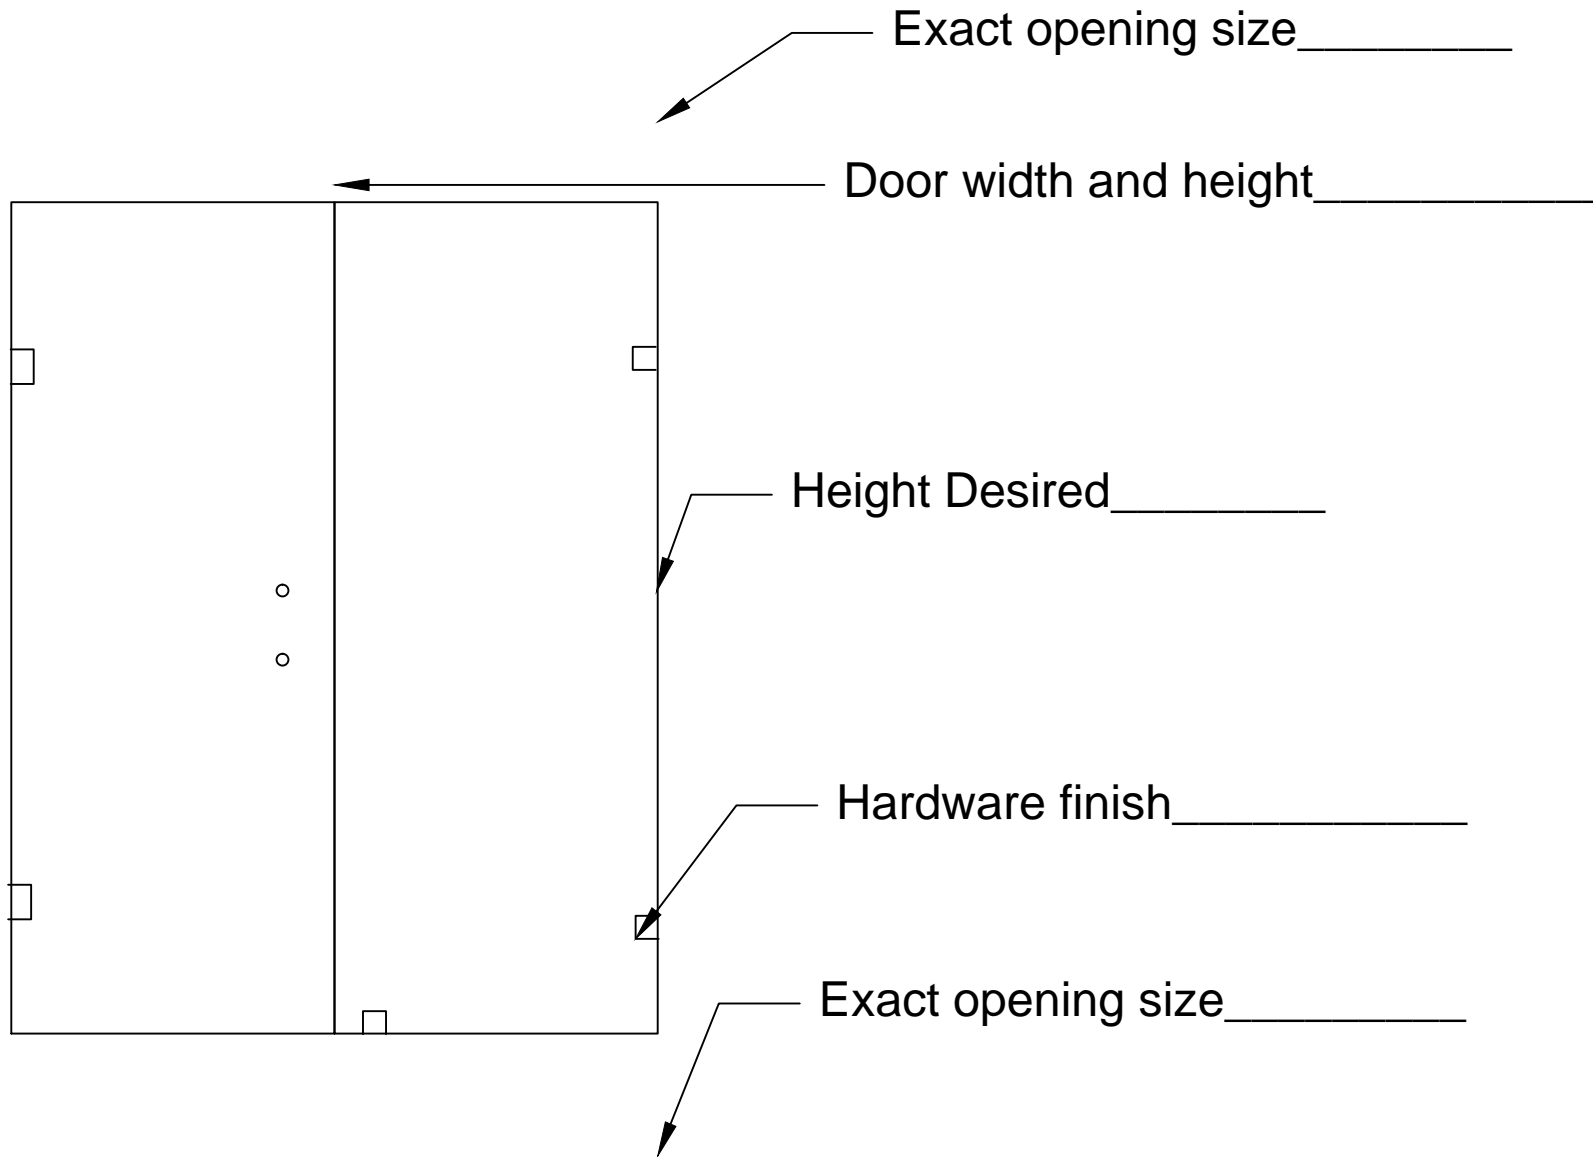 Exact opening size________
Door width and height___________
Height Desired________
Hardware finish___________
Exact opening size_________